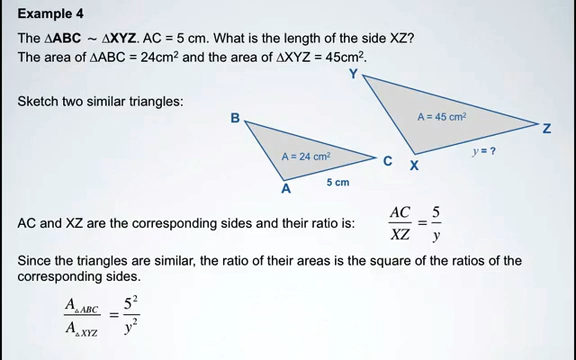 Example 4
The ΔABC ~ ΔXYZ. AC = 5 cm. What is the length of the side XZ?
The area of ΔABC = 24cm² and the area of ΔXYZ = 45cm².
Sketch two similar triangles:
Y
A = 45 cm²
Z
B
A = 24 cm²
C
X
y = ?
A
5 cm
AC and XZ are the corresponding sides and their ratio is: AC/XZ = 5/y
Since the triangles are similar, the ratio of their areas is the square of the ratios of the
corresponding sides.
A▵ABC/A▵XYZ = 5²/y²